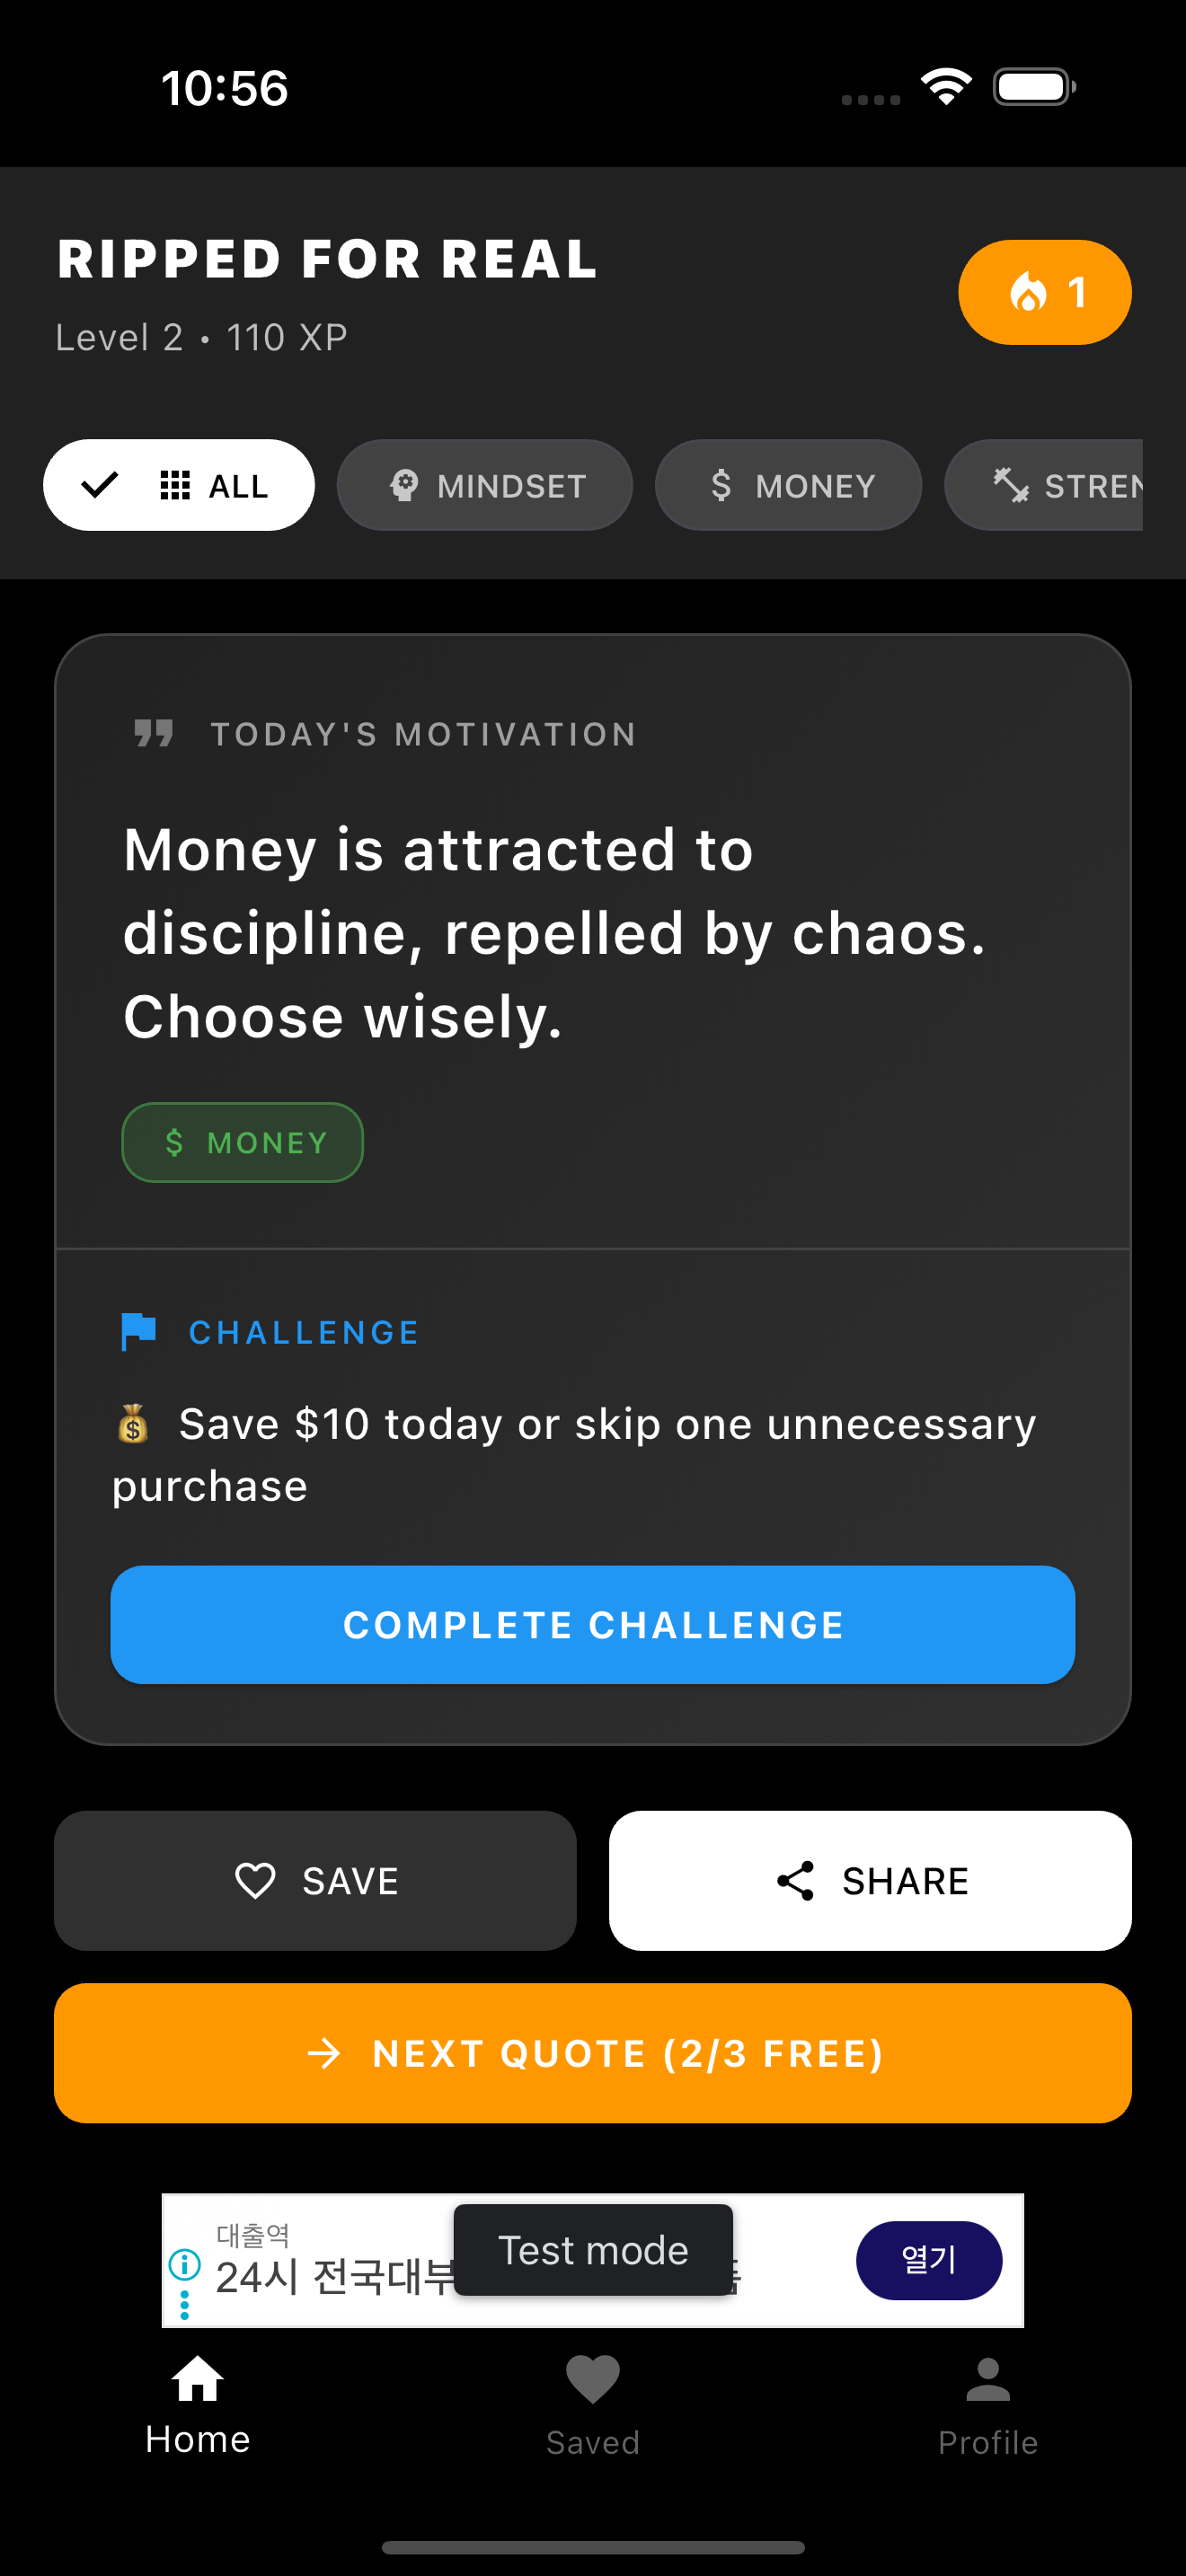 10:56
RIPPED FOR REAL
Level 2 • 110 XP
1
ALL
MINDSET
MONEY
TODAY'S MOTIVATION
Money is attracted to
discipline, repelled by chaos.
Choose wisely.
$ MONEY
CHALLENGE
💰 Save $10 today or skip one unnecessary
purchase
COMPLETE CHALLENGE
SAVE
SHARE
NEXT QUOTE (2/3 FREE)
대출역
24시 전국대부
Test mode
열기
Home
Saved
Profile